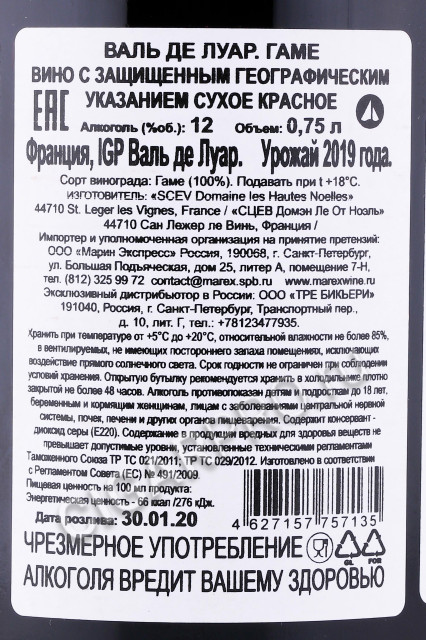 ВАЛЬ ДЕ ЛУАР. ГАМЕ
ВИНО С ЗАЩИЩЕННЫМ ГЕОГРАФИЧЕСКИМ
УКАЗАНИЕМ СУХОЕ КРАСНОЕ
EAC Алкоголь (%об.): 12 Объем: 0,75 л
Франция, IGP Валь де Луар. Урожай 2019 года.
Сорт винограда: Гаме (100%). Подавать при t +18°С.
ИЗГОТОВИТЕЛЬ: «SCEV Domaine les Hautes Noelles»
44710 St. Leger les Vignes, France / «СЦЕВ Домэн Ле От Ноэль»
44710 Сан Лежер ле Винь, Франция /
Импортер и уполномоченная организация на принятие претензий:
ООО «Марин Экспресс» Россия, 190068, г. Санкт-Петербург,
ул. Большая Подъяческая, дом 25, литер А, помещение 7-Н,
тел. (812) 325 99 72 contact@marex.spb.ru www.marexwine.ru
Эксклюзивный дистрибьютор в России: ООО «ТРЕ БИКЬЕРИ»
191040, Россия, г. Санкт-Петербург, Транспортный пер.,
д. 10, лит. Г, тел.: +78123477935.
Хранить при температуре от +5°С до +20°С, относительной влажности не более 85%,
в вентилируемых, не имеющих постороннего запаха помещениях, исключающих
воздействие прямого солнечного света. Срок годности не ограничен при соблюдении
условий хранения. Открытую бутылку рекомендуется хранить в холодильнике плотно
закрытой не более 48 часов. Алкоголь противопоказан детям и подросткам до 18 лет,
беременным и кормящим женщинам, лицам с заболеваниями центральной нервной
системы, почек, печени и других органов пищеварения. Содержит консервант -
диоксид серы (Е220). Содержание в продукции вредных для здоровья веществ не
превышает допустимые уровни, установленные техническими регламентами
Таможенного Союза ТР ТС 021/2011; ТР ТС 029/2012. Изготовлено в соответствии
с Регламентом Совета (ЕС) № 491/2009.
Пищевая ценность на 100 мл продукта:
Энергетическая ценность - 66 ккал /276 кДж.
Дата розлива: 30.01.20
4 627157 757135
ЧРЕЗМЕРНОЕ УПОТРЕБЛЕНИЕ
GL FOR
АЛКОГОЛЯ ВРЕДИТ ВАШЕМУ ЗДОРОВЬЮ